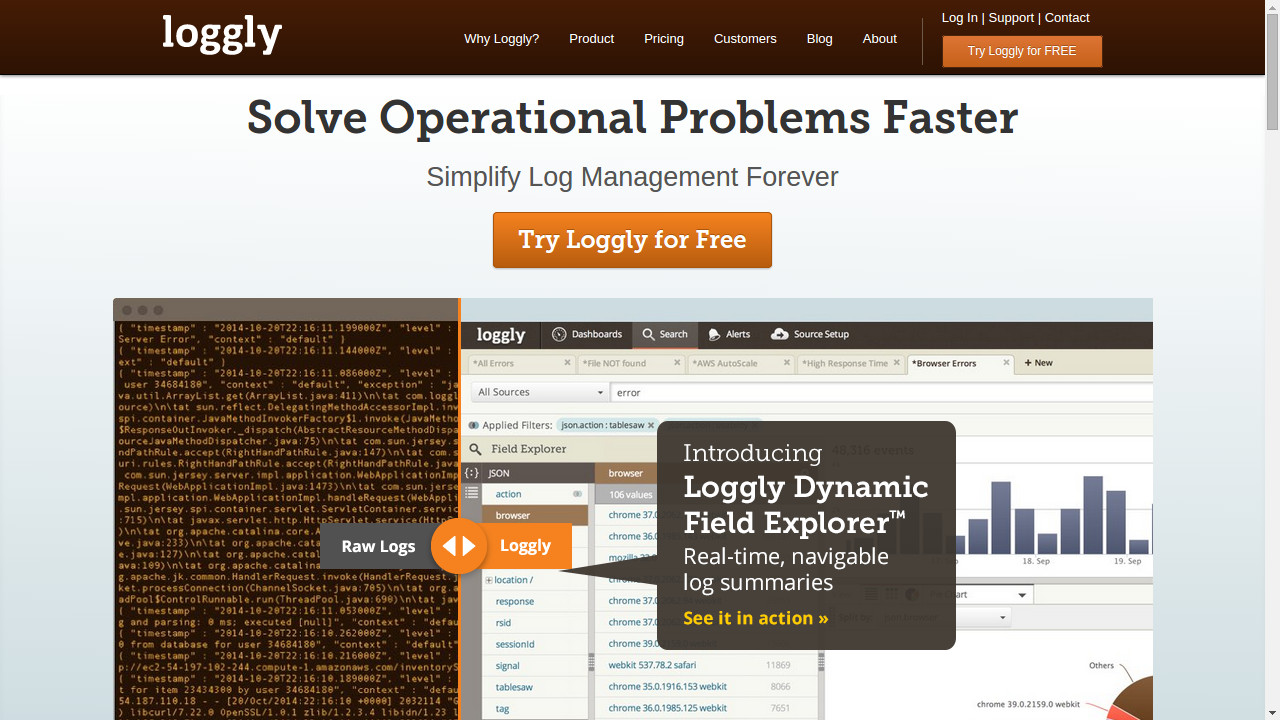 loggly
Why Loggly?
Product
Pricing
Customers
Blog
About
Log In | Support | Contact
Try Loggly for FREE
Solve Operational Problems Faster
Simplify Log Management Forever
Try Loggly for Free
{ "timestamp" : "2014-10-20T22:16:11.199000Z", "level" :
Server Error", "context" : "default" }
{ "timestamp" : "2014-10-20T22:16:11.144000Z", "level" :
ext" : "default" }
{ "timestamp" : "2014-10-20T22:16:11.086000Z", "level" :
user 34684180", "context" : "default", "exception" : "ja
va.util.ArrayList.get(ArrayList.java:411)\n\tat com.loggl
source)\n\tat sun.reflect.DelegatingMethodAccessorImpl.inv
spi.container.JavaMethodInvokerFactory$1.invoke(JavaMetho
$ResponseOutInvoker._dispatch(AbstractResourceMethodDispat
ourceJavaMethodDispatcher.java:75)\n\tat com.sun.jersey.s
pted.accept(RightHandPathRule.java:147)\n\tat com.sun.jer
uri.rules.RightHandPathRule.accept(RightHandPathRule.java
com.sun.jersey.server.impl.application.WebApplicationImpl
Request(WebApplicationImpl.java:1473)\n\tat com.sun.jerse
mpl.application.WebApplicationImpl.handleRequest(WebAppli
.sun.jersey.spi.container.servlet.ServletContainer.servic
:715)\n\tat javax.servlet.http.HttpServlet.service(HttpS
\n\tat org.apache.catalina.core.A
ve.java:233)\n\tat org.apache.cata
a:127)\n\tat org.apache.catal
java:109)\n\tat org.apache.cat
g.apache.jk.common.HandlerRequest.invoke(HandlerRequest.j
ket.processConnection(ChannelSocket.java:705)\n\tat org.a
adPool$ControlRunnable.run(ThreadPool.java:690)\n\tat jav
{ "timestamp" : "2014-10-20T22:16:11.053000Z", "level" :
g and parsing: 0 ms; executed [null]", "context" : "defau
{ "timestamp" : "2014-10-20T22:16:10.262000Z", "level" :
0 from database for user 34684180", "context" : "default"
{ "timestamp" : "2014-10-20T22:16:10.216000Z", "level" :
p://ec2-54-197-102-244.compute-1.amazonaws.com/inventoryS
{ "timestamp" : "2014-10-20T22:16:10.189000Z", "level" :
t for item 23434300 by user 34684180", "context" : "defau
54.187.110.18 - - [20/Oct/2014:22:16:10 +0000] 2032114 "G
) libcurl/7.22.0 OpenSSL/1.0.1 zlib/1.2.3.4 libidn/1.23 l
Raw Logs
Loggly
loggly
Dashboards
Search
Alerts
Source Setup
*All Errors
*File NOT found
*AWS AutoScale
*High Response Time
*Browser Errors
+ New
All Sources
error
Applied Filters:
json.action : tablesaw
Field Explorer
{:} JSON
action
browser
location /
response
rsid
sessionId
signal
tablesaw
tag
browser
106 values
chrome 37.0
chrome 36.0
mozilla
chrome 37.0
chrome 39.0
webkit 537.78.2 safari 11869
chrome 35.0.1916.153 webkit 8066
chrome 36.0.1985.125 webkit 7651
Introducing
Loggly Dynamic
Field Explorer™
Real-time, navigable
log summaries
See it in action »
18. Sep
19. Sep
Others
chrome 39.0.2159.0 webkit